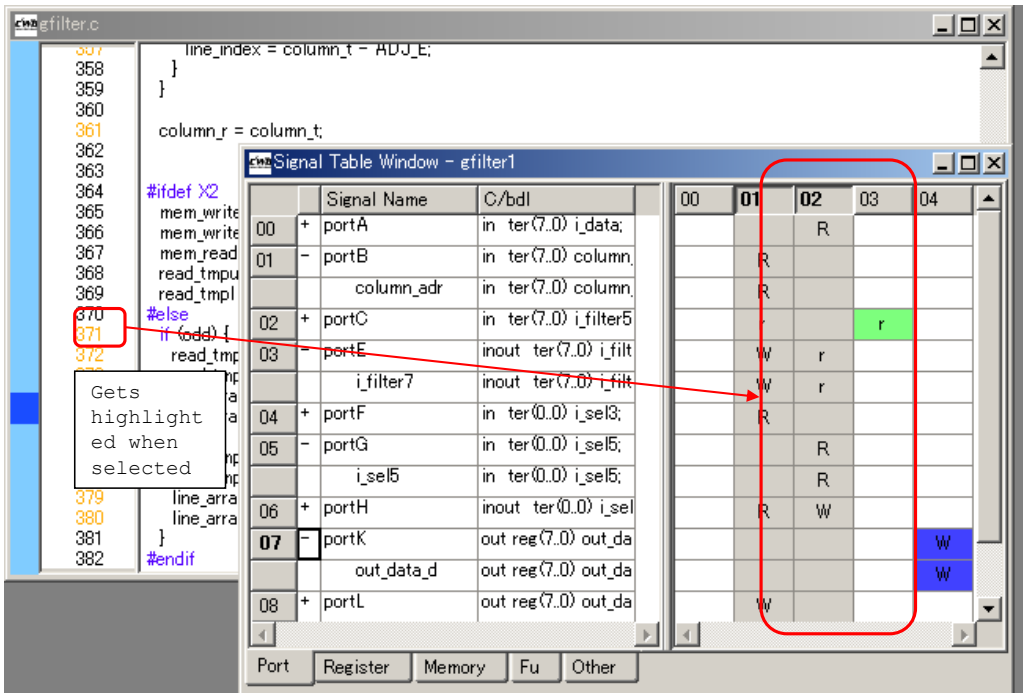 cwb gfilter.c
357 line_index = column_t - ADJ_E;
358 }
359 }
360
361 column_r = column_t;
362
363
364 #ifdef X2
365 mem_write
366 mem_write
367 mem_read
368 read_tmpu
369 read_tmpl
370 #else
371 if (odd) {
372 read_tmp
379 line_arra
380 line_arra
381 }
382 #endif
Gets
highlight
ed when
selected
cwb Signal Table Window - gfilter1
Signal Name C/bdl 00 01 02 03 04
00 + portA in ter(7..0) i_data; R
01 - portB in ter(7..0) column_ R
column_adr in ter(7..0) column_ R
02 + portC in ter(7..0) i_filter5 r r
03 - portE inout ter(7..0) i_filt W r
i_filter7 inout ter(7..0) i_filt W r
04 + portF in ter(0..0) i_sel3; R
05 - portG in ter(0..0) i_sel5; R
i_sel5 in ter(0..0) i_sel5; R
06 + portH inout ter(0..0) i_sel R W
07 - portK out reg(7..0) out_da W
out_data_d out reg(7..0) out_da W
08 + portL out reg(7..0) out_da W
Port Register Memory Fu Other